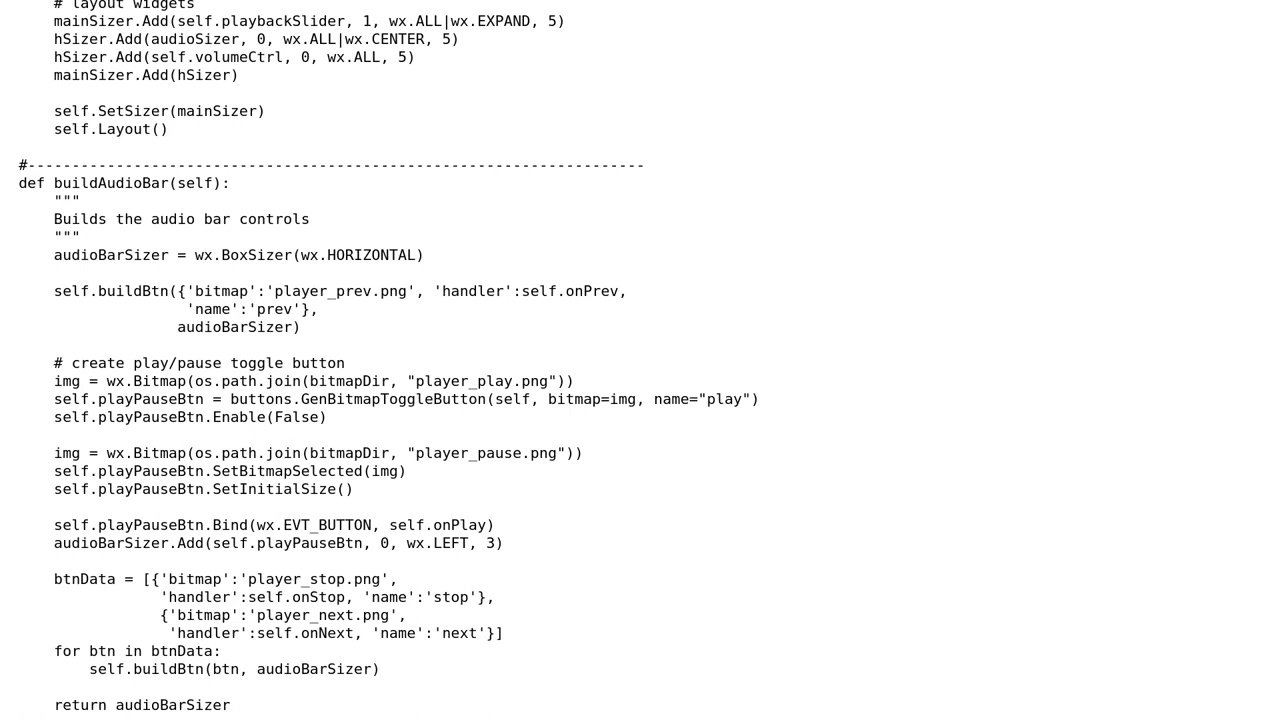 # layout widgets
mainSizer.Add(self.playbackSlider, 1, wx.ALL|wx.EXPAND, 5)
hSizer.Add(audioSizer, 0, wx.ALL|wx.CENTER, 5)
hSizer.Add(self.volumeCtrl, 0, wx.ALL, 5)
mainSizer.Add(hSizer)
self.SetSizer(mainSizer)
self.Layout()
#----------------------------------------------------------------------
def buildAudioBar(self):
"""
Builds the audio bar controls
"""
audioBarSizer = wx.BoxSizer(wx.HORIZONTAL)
self.buildBtn({'bitmap':'player_prev.png', 'handler':self.onPrev,
'name':'prev'},
audioBarSizer)
# create play/pause toggle button
img = wx.Bitmap(os.path.join(bitmapDir, "player_play.png"))
self.playPauseBtn = buttons.GenBitmapToggleButton(self, bitmap=img, name="play")
self.playPauseBtn.Enable(False)
img = wx.Bitmap(os.path.join(bitmapDir, "player_pause.png"))
self.playPauseBtn.SetBitmapSelected(img)
self.playPauseBtn.SetInitialSize()
self.playPauseBtn.Bind(wx.EVT_BUTTON, self.onPlay)
audioBarSizer.Add(self.playPauseBtn, 0, wx.LEFT, 3)
btnData = [{'bitmap':'player_stop.png',
'handler':self.onStop, 'name':'stop'},
{'bitmap':'player_next.png',
'handler':self.onNext, 'name':'next'}]
for btn in btnData:
self.buildBtn(btn, audioBarSizer)
return audioBarSizer